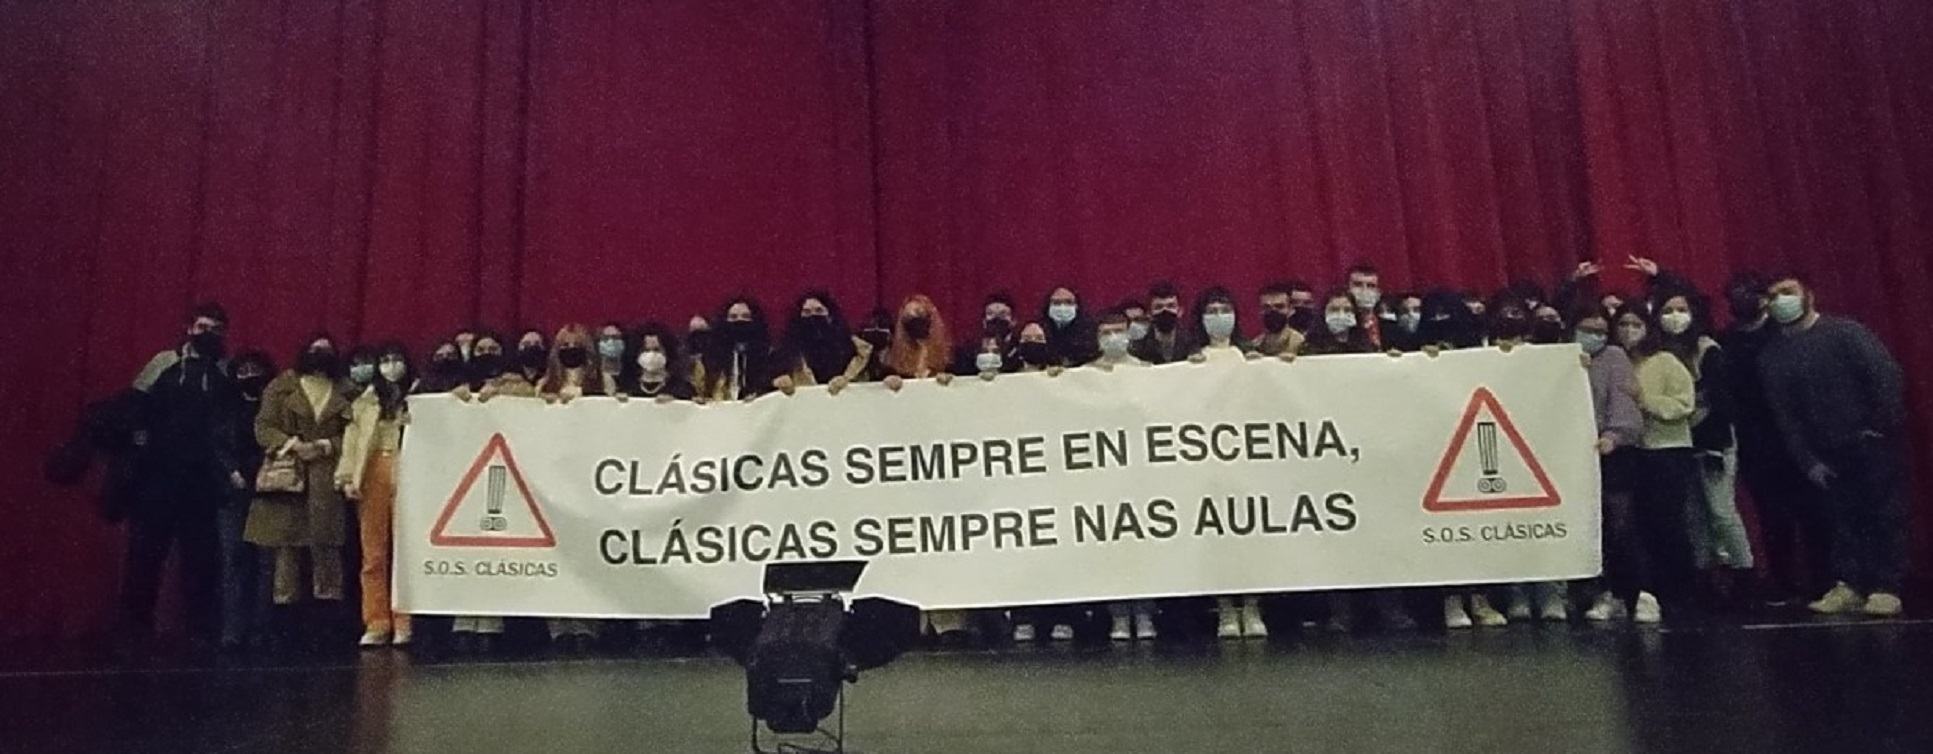 CLÁSICAS SEMPRE EN ESCENA,
CLÁSICAS SEMPRE NAS AULAS
S.O.S. CLÁSICAS
S.O.S. CLÁSICAS